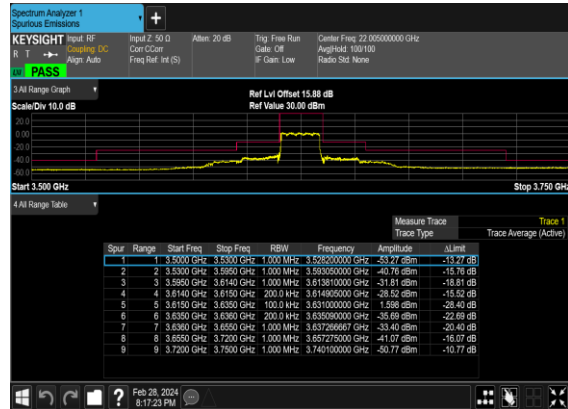 Spectrum Analyzer 1
Spurious Emissions
+
KEYSIGHT Input: RF Input Z: 50 Ω Atten: 20 dB Trig: Free Run Center Freq: 22.005000000 GHz
R T Coupling: DC Corr CCorr Gate: Off Avg|Hold: 100/100
Align: Auto Freq Ref: Int (S) IF Gain: Low Radio Std: None
PASS
3 All Range Graph
Ref Lvl Offset 15.88 dB
Scale/Div 10.0 dB Ref Value 30.00 dBm
20.0
0.00
-20.0
-40.0
-60.0
Start 3.500 GHz Stop 3.750 GHz
4 All Range Table
Measure Trace Trace 1
Trace Type Trace Average (Active)
Spur Range Start Freq Stop Freq RBW Frequency Amplitude ΔLimit
1 1 3.5000 GHz 3.5300 GHz 1.000 MHz 3.528200000 GHz -53.27 dBm -13.27 dB
2 2 3.5300 GHz 3.5950 GHz 1.000 MHz 3.593050000 GHz -40.76 dBm -15.76 dB
3 3 3.5950 GHz 3.6140 GHz 1.000 MHz 3.613810000 GHz -31.81 dBm -18.81 dB
4 4 3.6140 GHz 3.6150 GHz 200.0 kHz 3.614905000 GHz -28.52 dBm -15.52 dB
5 5 3.6150 GHz 3.6350 GHz 100.0 kHz 3.631000000 GHz 1.598 dBm -28.40 dB
6 6 3.6350 GHz 3.6360 GHz 200.0 kHz 3.635090000 GHz -35.69 dBm -22.69 dB
7 7 3.6360 GHz 3.6550 GHz 1.000 MHz 3.637266667 GHz -33.40 dBm -20.40 dB
8 8 3.6550 GHz 3.7200 GHz 1.000 MHz 3.657275000 GHz -41.07 dBm -16.07 dB
9 9 3.7200 GHz 3.7500 GHz 1.000 MHz 3.740100000 GHz -50.77 dBm -10.77 dB
? Feb 28, 2024
8:17:23 PM